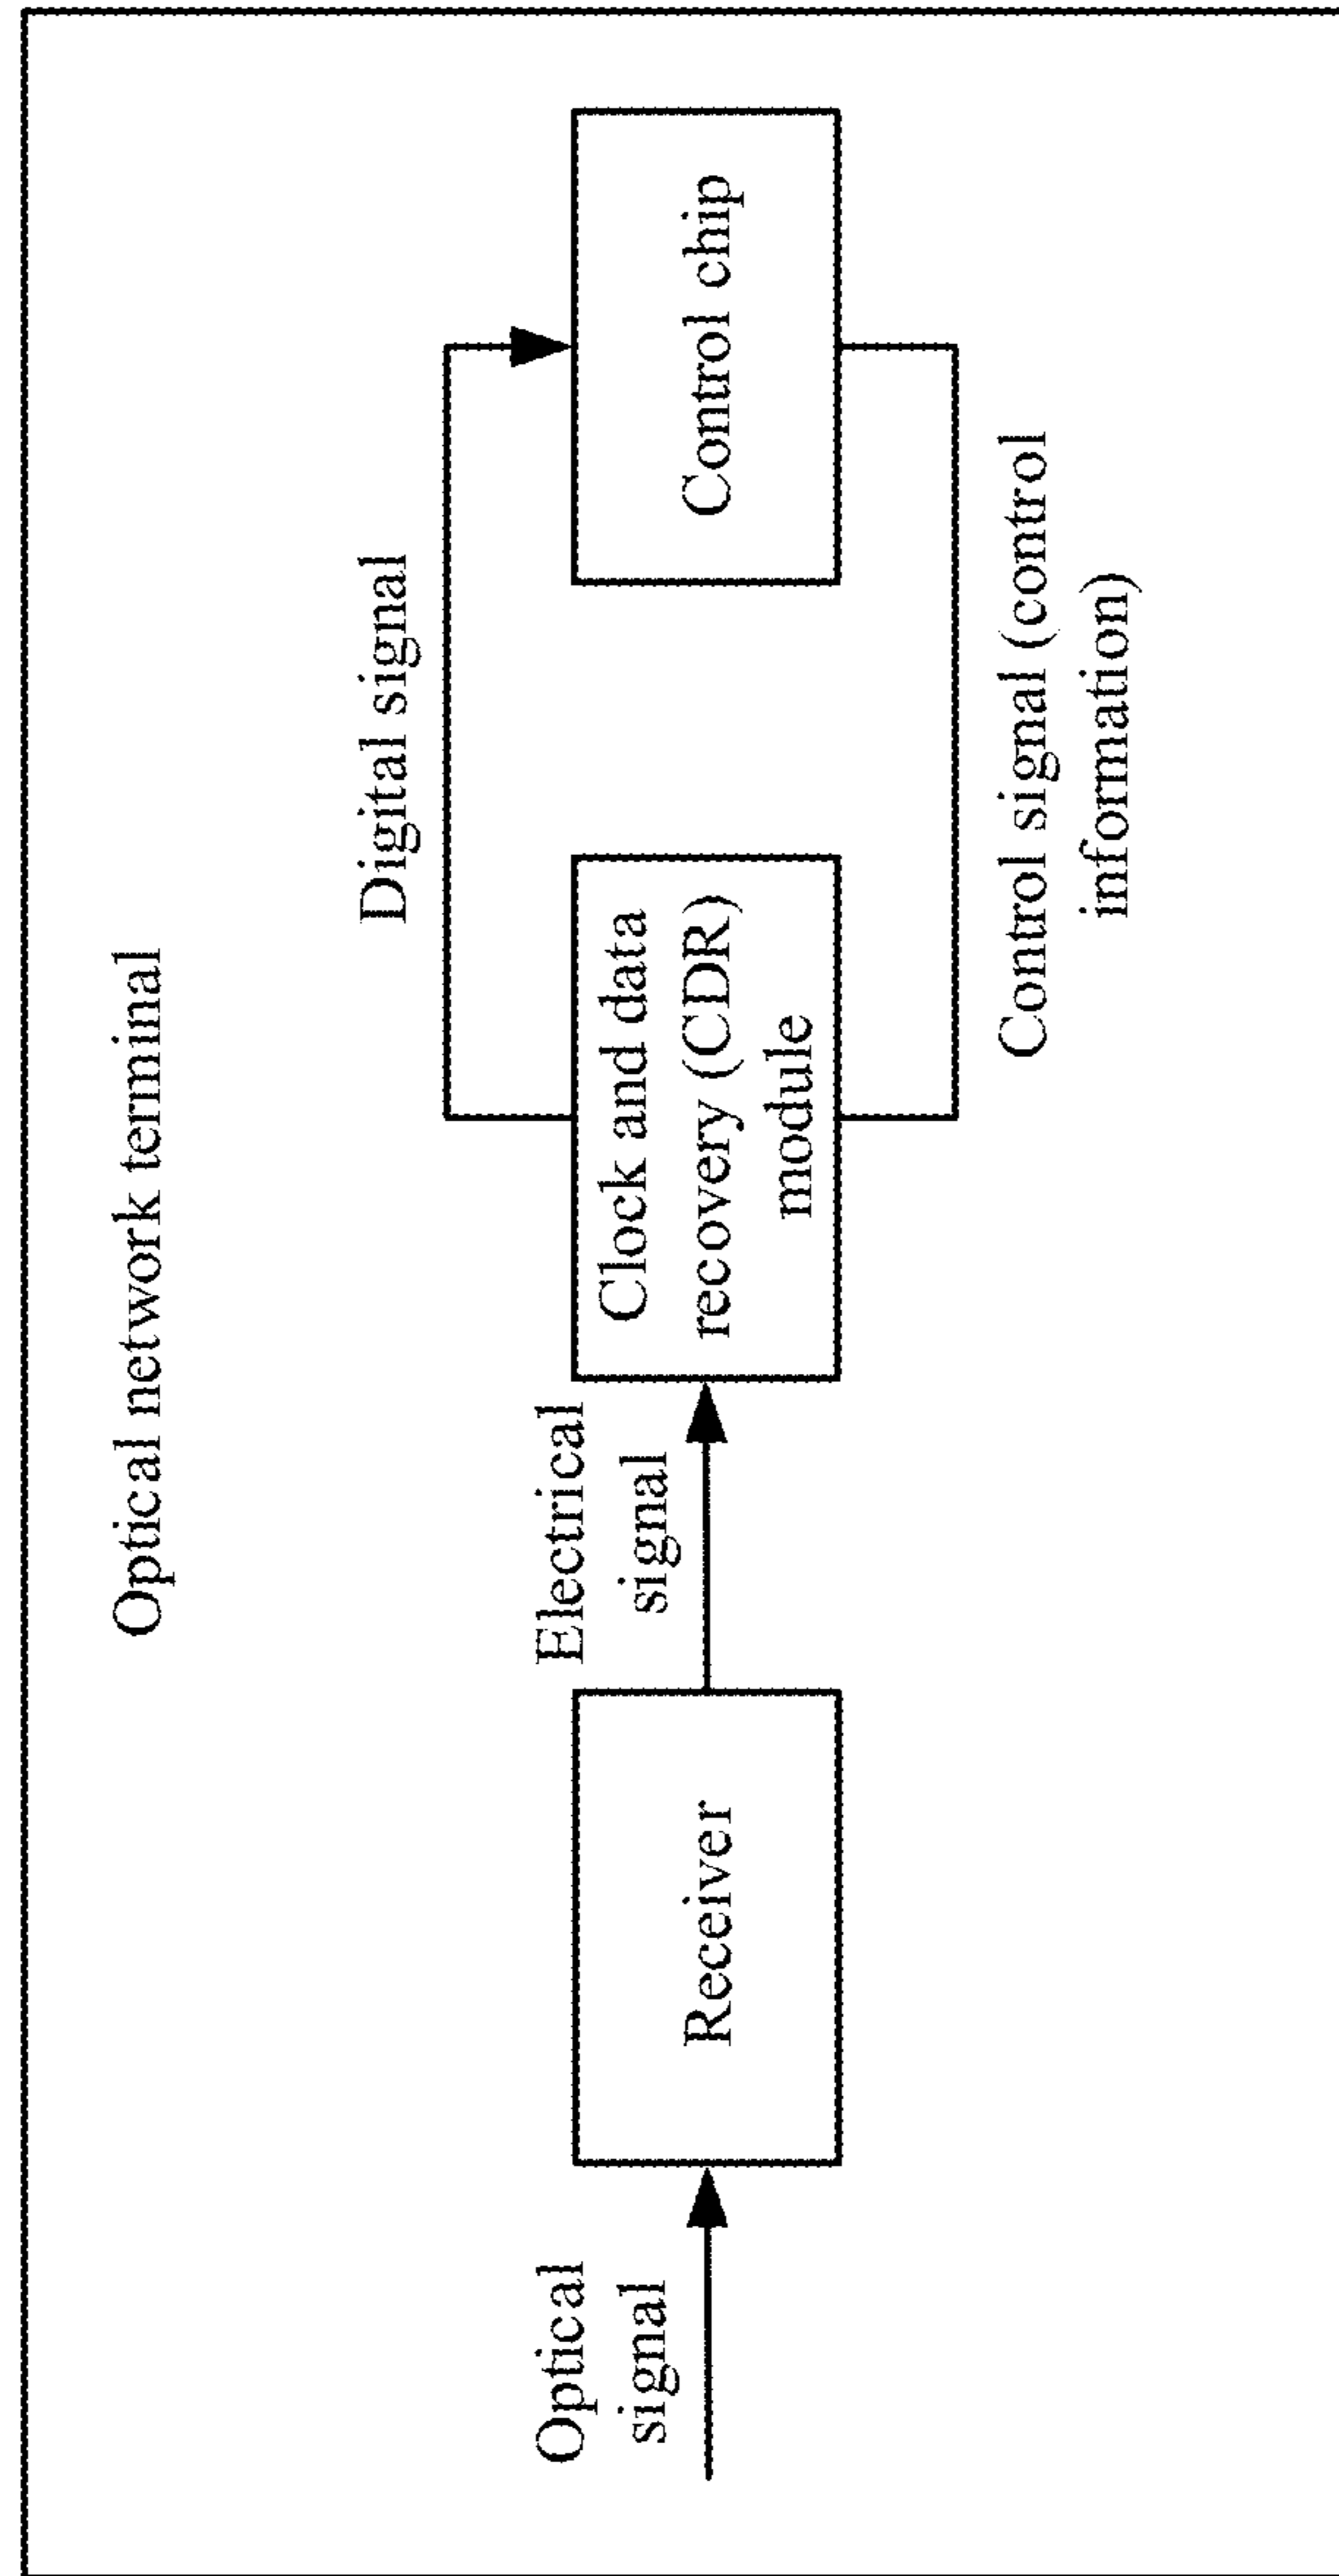 Optical network terminal
Digital signal
Optical
signal
Receiver
Electrical
signal
Clock and data
recovery (CDR)
module
Control chip
Control signal (control
information)